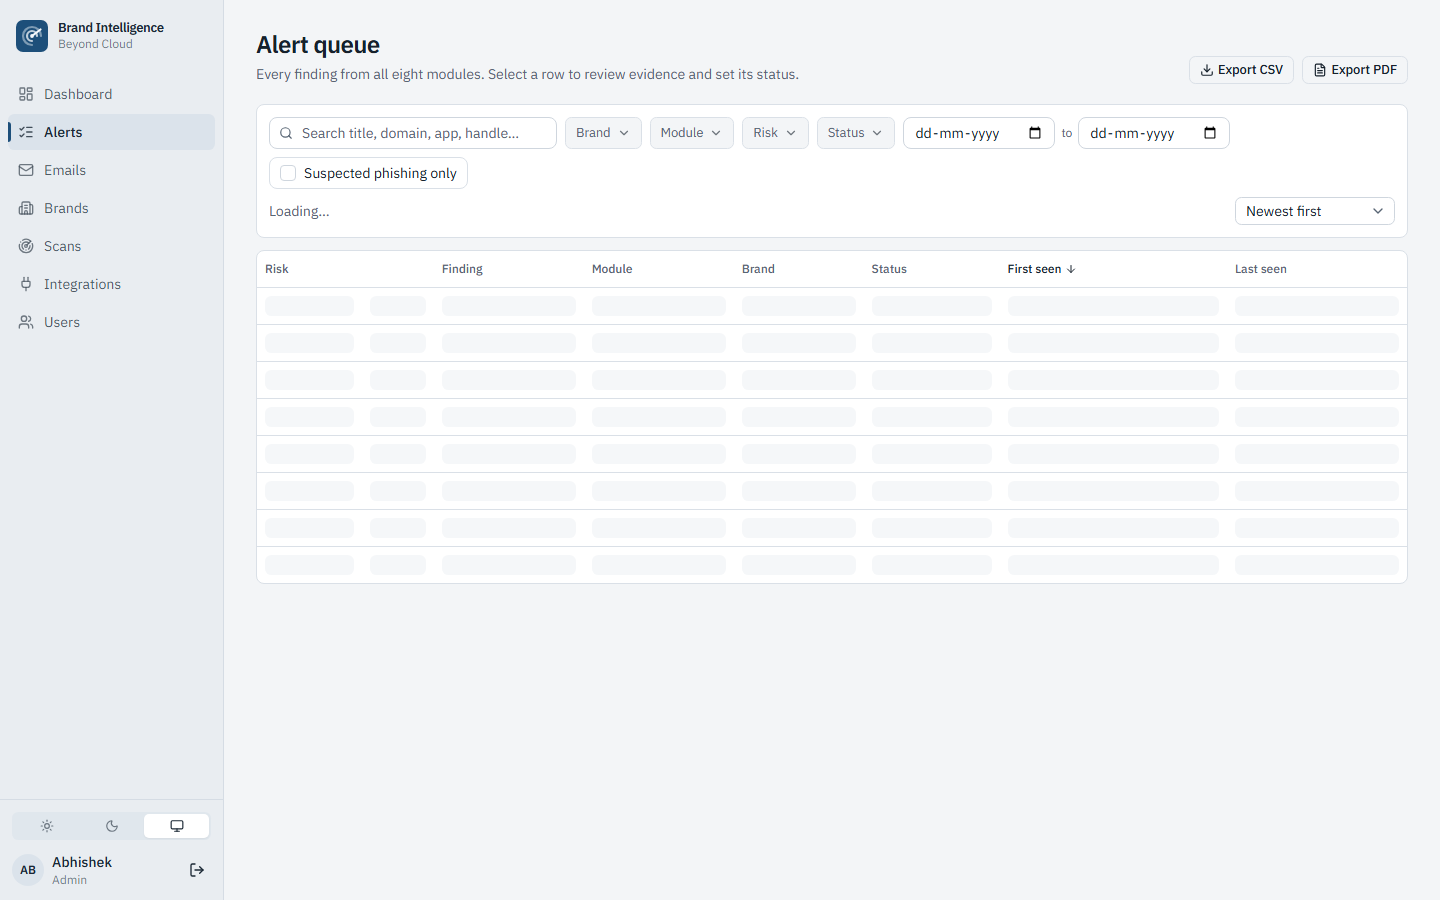 Brand Intelligence
Beyond Cloud
Dashboard
Alerts
Emails
Brands
Scans
Integrations
Users
AB
Abhishek
Admin
Alert queue
Every finding from all eight modules. Select a row to review evidence and set its status.
Export CSV
Export PDF
Search title, domain, app, handle...
Brand
Module
Risk
Status
dd-mm-yyyy
to
dd-mm-yyyy
Suspected phishing only
Loading...
Newest first
Risk
Finding
Module
Brand
Status
First seen
Last seen